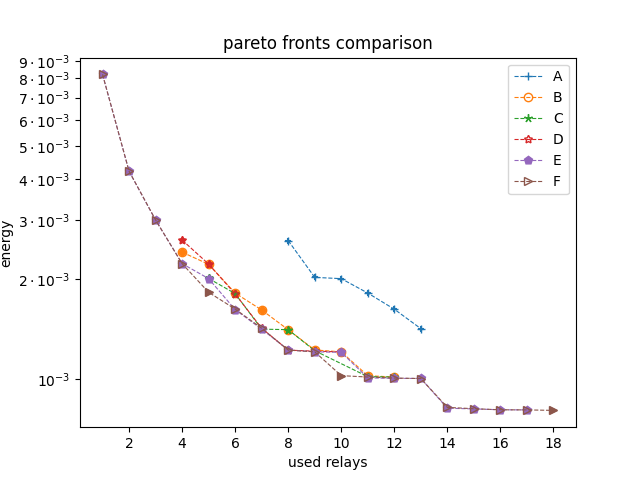 pareto fronts comparison
9·10⁻³
8·10⁻³
7·10⁻³
6·10⁻³
5·10⁻³
4·10⁻³
3·10⁻³
2·10⁻³
10⁻³
energy
A
B
C
D
E
F
2 4 6 8 10 12 14 16 18
used relays